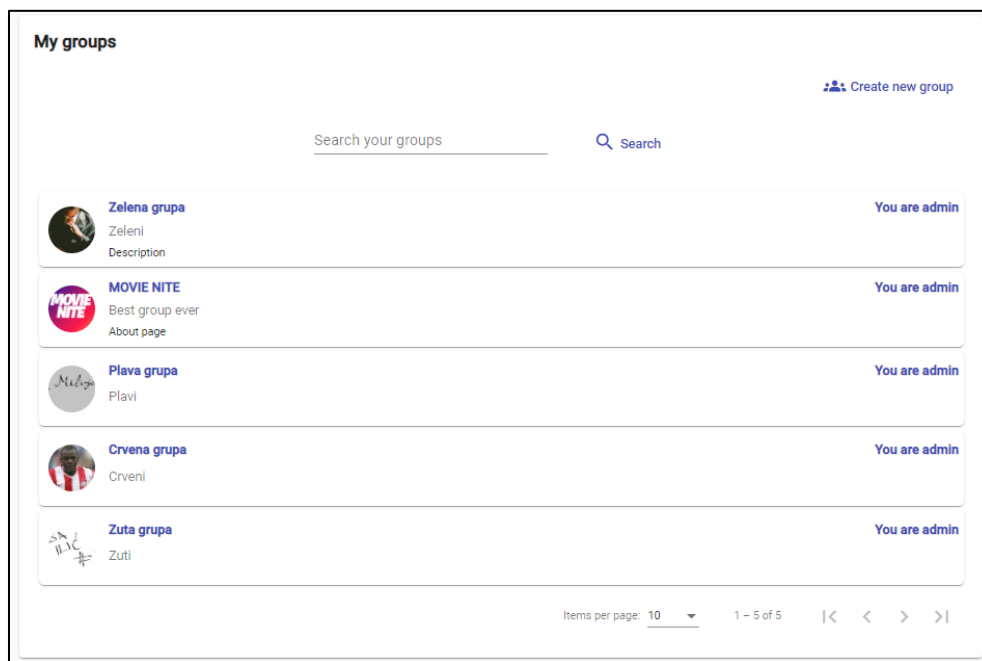 My groups
Create new group
Search your groups
Search
Zelena grupa
You are admin
Zeleni
Description
MOVIE NITE
You are admin
MOVIE
NITE
Best group ever
About page
Plava grupa
You are admin
Plavi
Crvena grupa
You are admin
Crveni
Zuta grupa
You are admin
Zuti
Items per page: 10
1 – 5 of 5